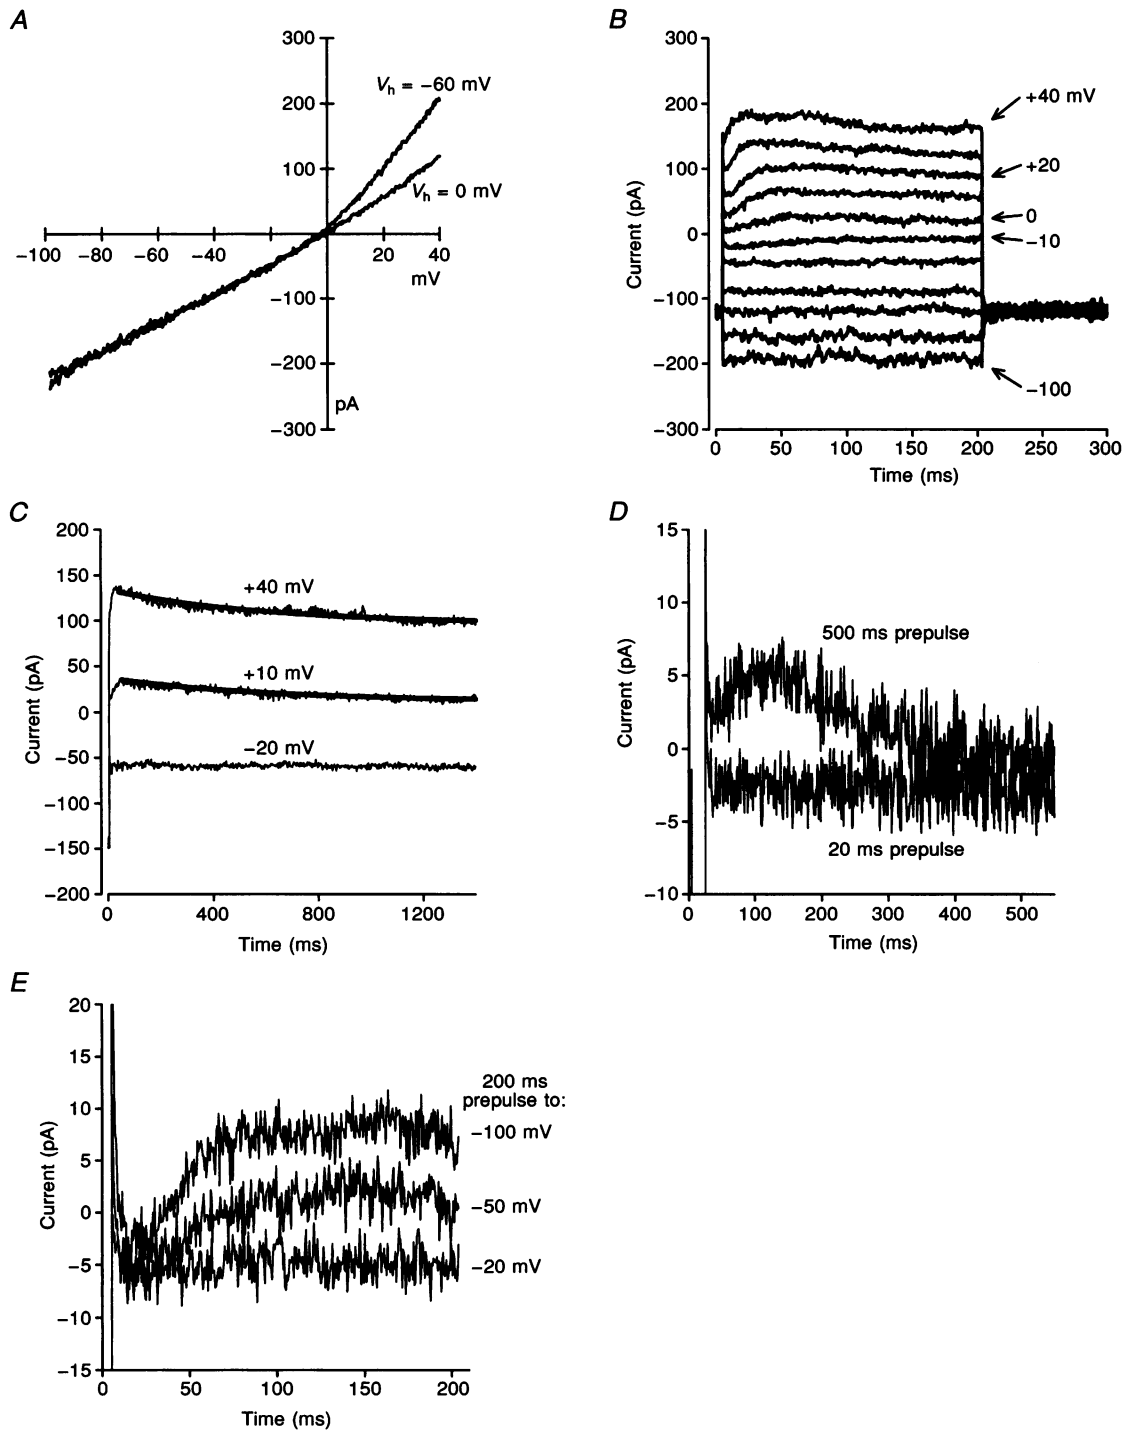 A
300
200
100
−100
−200
−300
−100 −80 −60 −40 20 40
mV
pA
Vh = −60 mV
Vh = 0 mV
B
300
200
100
0
−100
−200
−300
Current (pA)
0 50 100 150 200 250 300
Time (ms)
+40 mV
+20
0
−10
−100
C
200
150
100
50
0
−50
−100
−150
−200
Current (pA)
0 400 800 1200
Time (ms)
+40 mV
+10 mV
−20 mV
D
15
10
5
0
−5
−10
Current (pA)
0 100 200 300 400 500
Time (ms)
500 ms prepulse
20 ms prepulse
E
20
15
10
5
0
−5
−10
−15
Current (pA)
0 50 100 150 200
Time (ms)
200 ms
prepulse to:
−100 mV
−50 mV
−20 mV